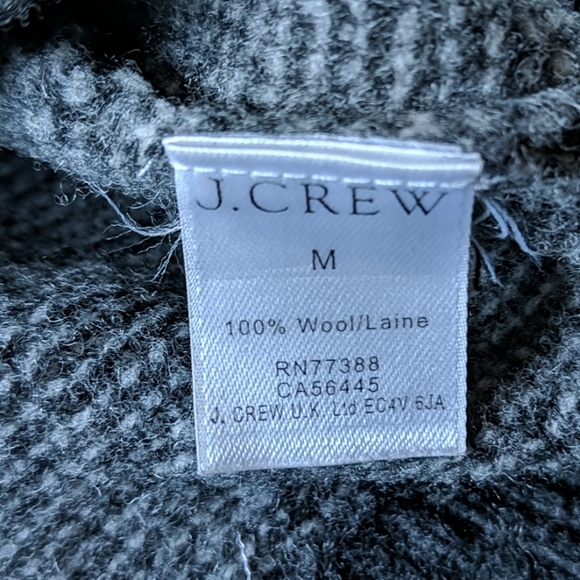 J.CREW
M
100% Wool/Laine
RN77388
CA56445
J. CREW U.K. Ltd EC4V 6JA